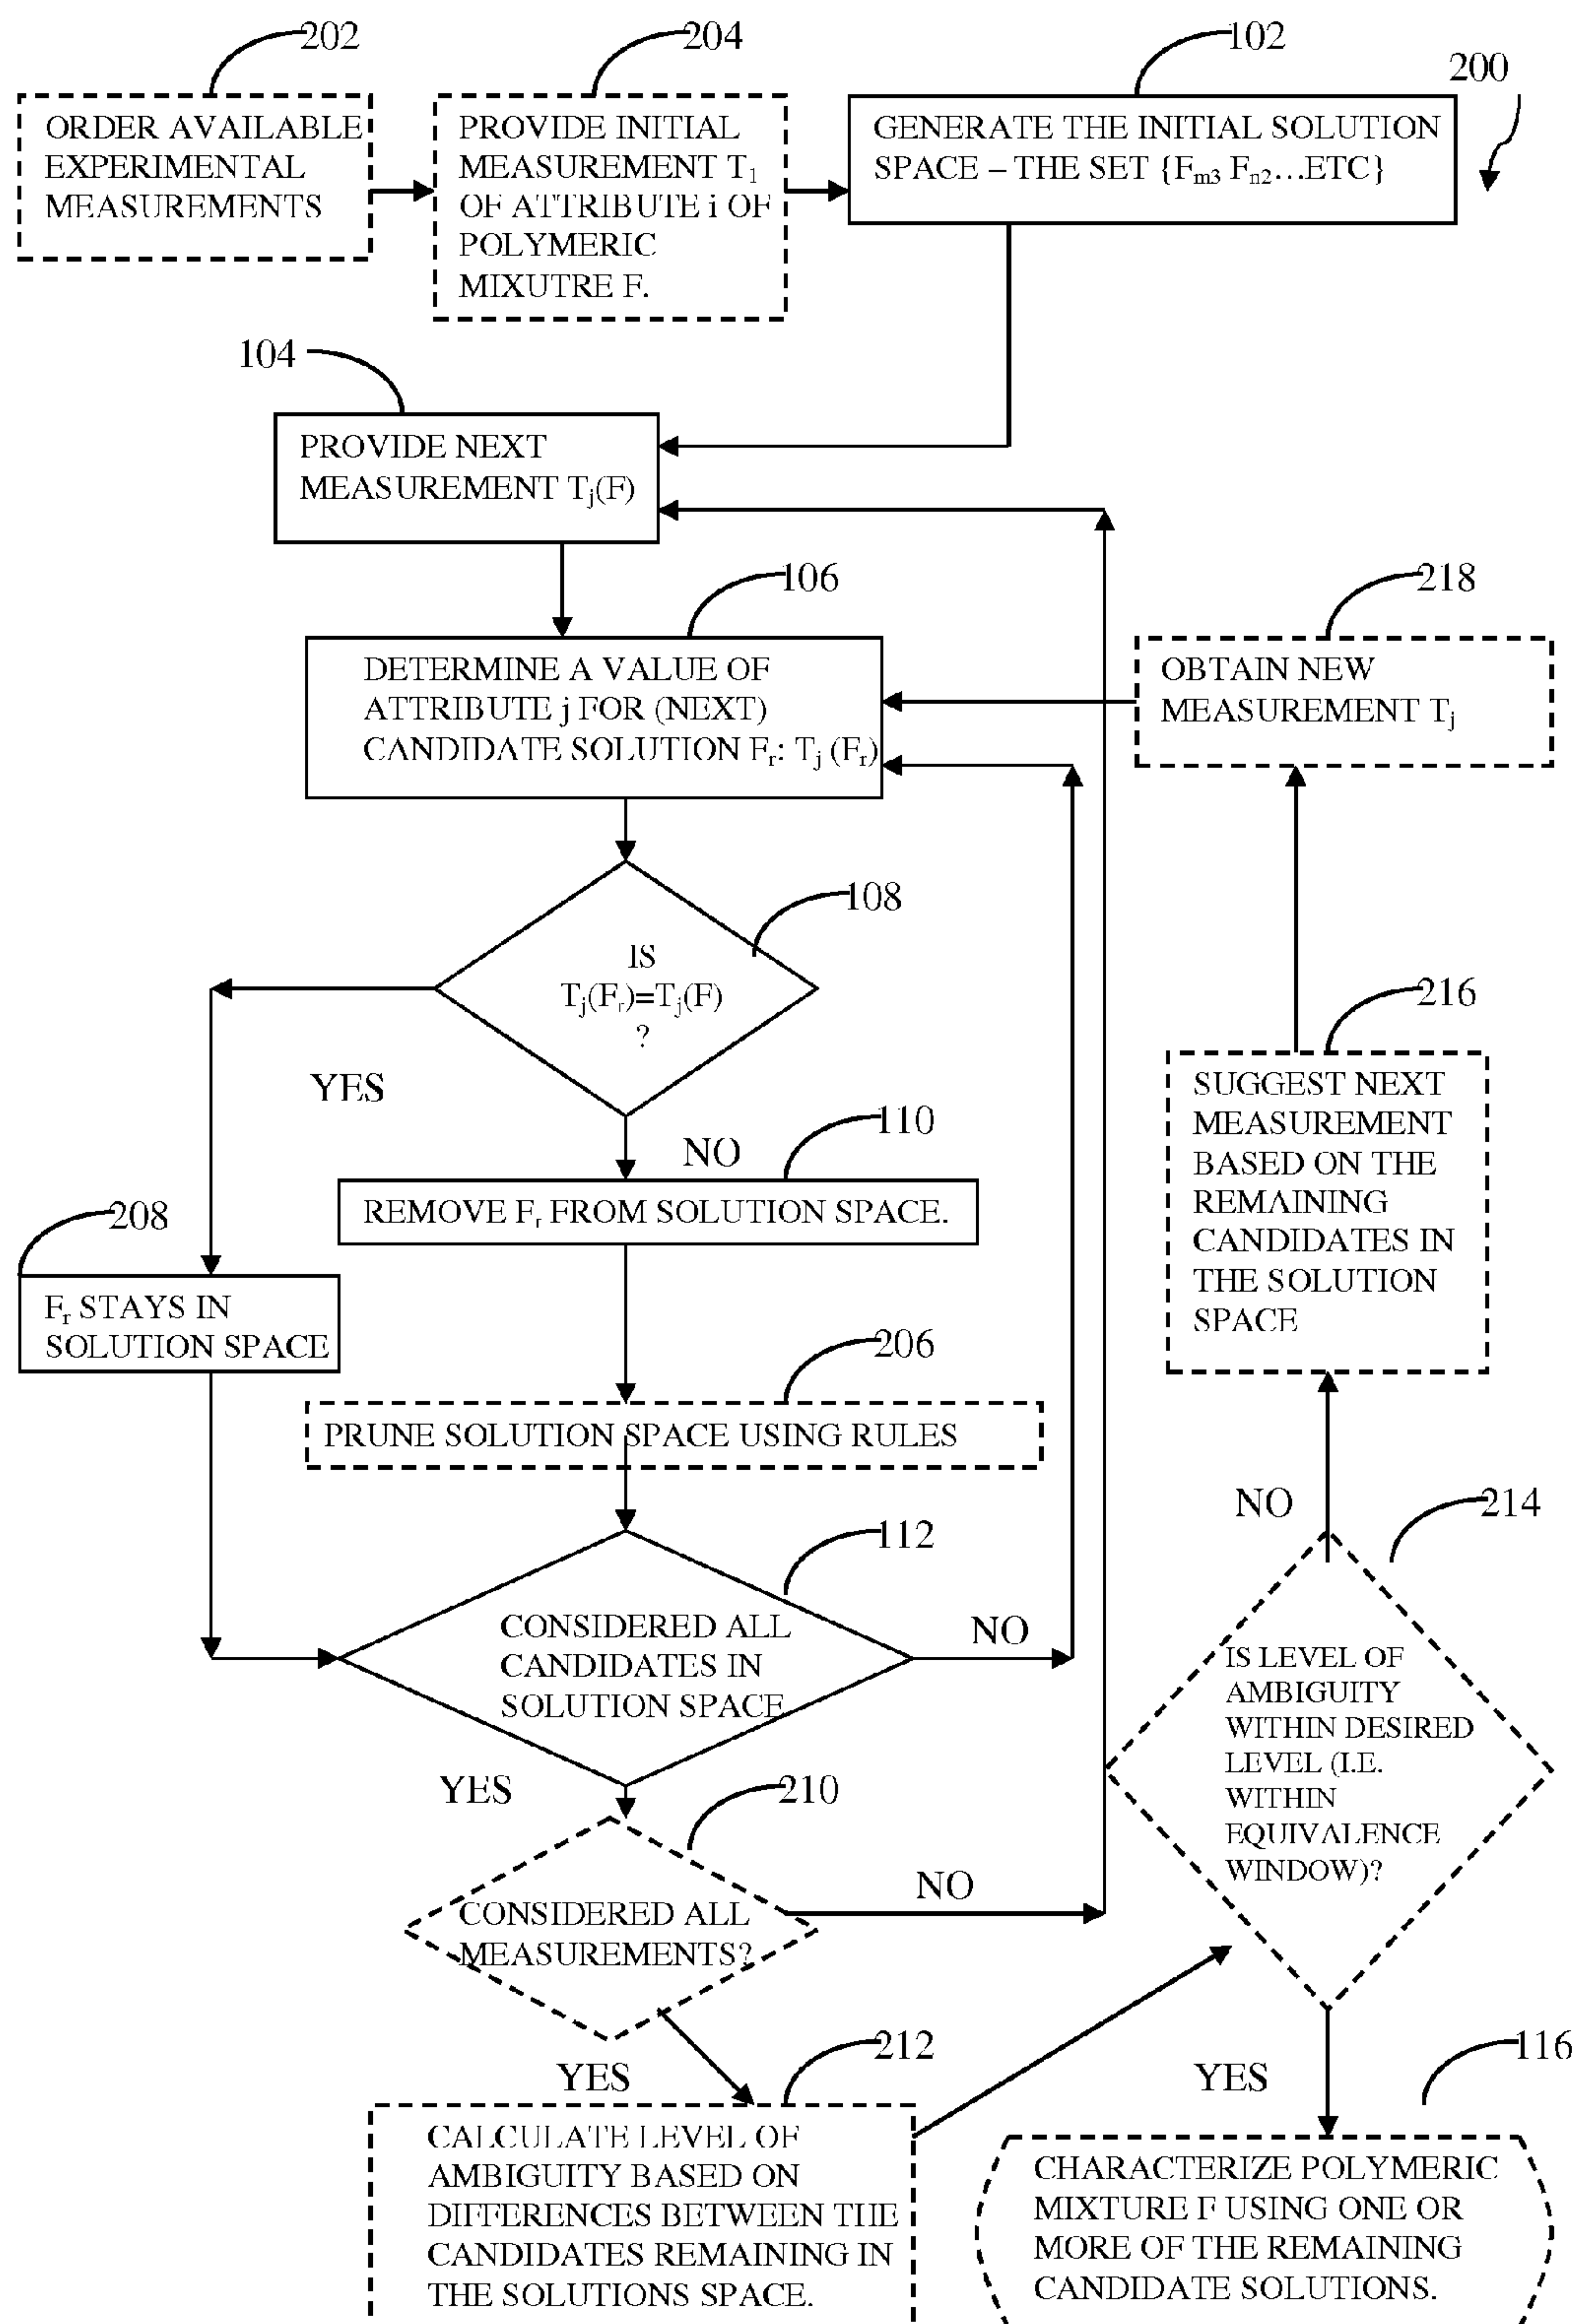 202
204
102
200
ORDER AVAILABLE
EXPERIMENTAL
MEASUREMENTS
PROVIDE INITIAL
MEASUREMENT T1
OF ATTRIBUTE i OF
POLYMERIC
MIXUTRE F.
GENERATE THE INITIAL SOLUTION
SPACE – THE SET {Fm3 Fn2…ETC}
104
PROVIDE NEXT
MEASUREMENT Tj(F)
106
DETERMINE A VALUE OF
ATTRIBUTE j FOR (NEXT)
CANDIDATE SOLUTION Fr: Tj (Fr)
218
OBTAIN NEW
MEASUREMENT Tj
108
IS
Tj(Fr)=Tj(F)
?
YES
NO
110
REMOVE Fr FROM SOLUTION SPACE.
216
SUGGEST NEXT
MEASUREMENT
BASED ON THE
REMAINING
CANDIDATES IN
THE SOLUTION
SPACE
208
Fr STAYS IN
SOLUTION SPACE
206
PRUNE SOLUTION SPACE USING RULES
112
CONSIDERED ALL
CANDIDATES IN
SOLUTION SPACE
NO
YES
NO
214
IS LEVEL OF
AMBIGUITY
WITHIN DESIRED
LEVEL (I.E.
WITHIN
EQUIVALENCE
WINDOW)?
210
CONSIDERED ALL
MEASUREMENTS?
NO
YES
212
CALCULATE LEVEL OF
AMBIGUITY BASED ON
DIFFERENCES BETWEEN THE
CANDIDATES REMAINING IN
THE SOLUTIONS SPACE.
YES
116
CHARACTERIZE POLYMERIC
MIXTURE F USING ONE OR
MORE OF THE REMAINING
CANDIDATE SOLUTIONS.